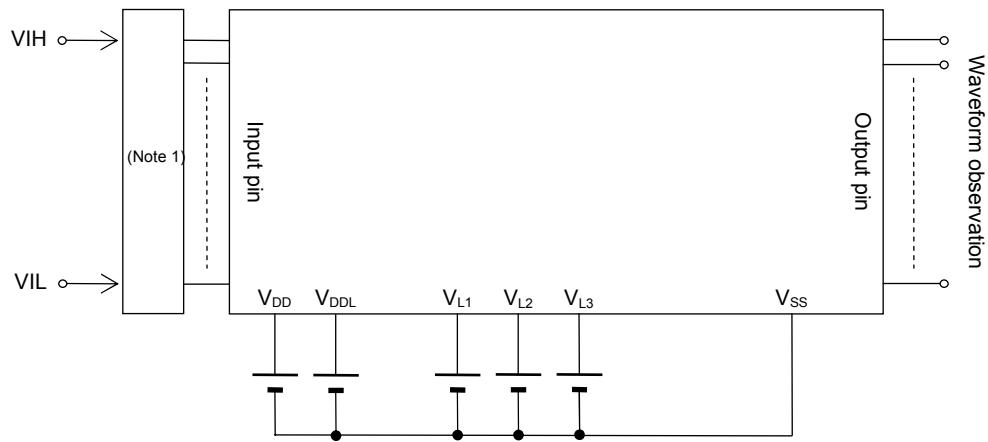 VIH
(Note 1)
VIL
Input pin
Output pin
Waveform observation
VDD
VDDL
VL1
VL2
VL3
VSS